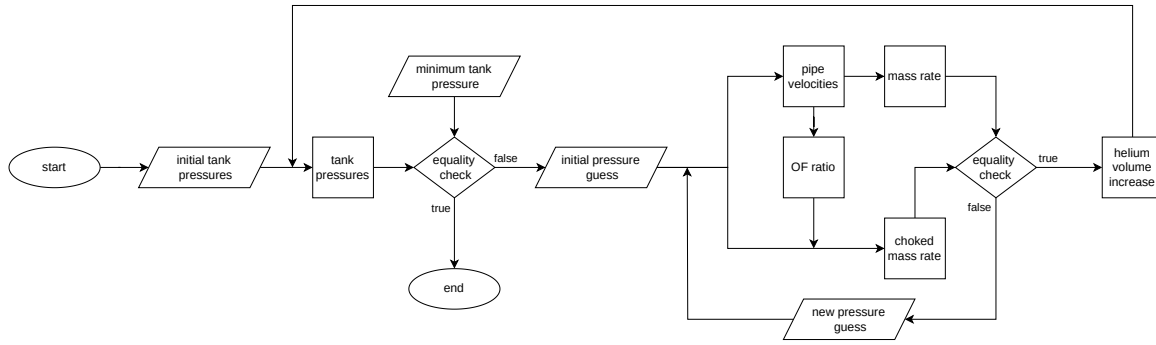 start
initial tank
pressures
tank
pressures
minimum tank
pressure
equality
check
false
true
end
initial pressure
guess
pipe
velocities
mass rate
OF ratio
choked
mass rate
equality
check
true
false
helium
volume
increase
new pressure
guess